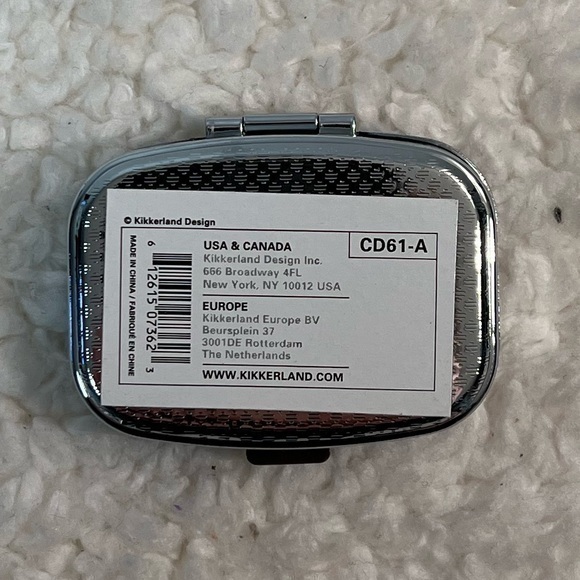 © Kikkerland Design
MADE IN CHINA / FABRIQUÉ EN CHINE
6 12615 07362 3
USA & CANADA
Kikkerland Design Inc.
666 Broadway 4FL
New York, NY 10012 USA
EUROPE
Kikkerland Europe BV
Beursplein 37
3001DE Rotterdam
The Netherlands
WWW.KIKKERLAND.COM
CD61-A